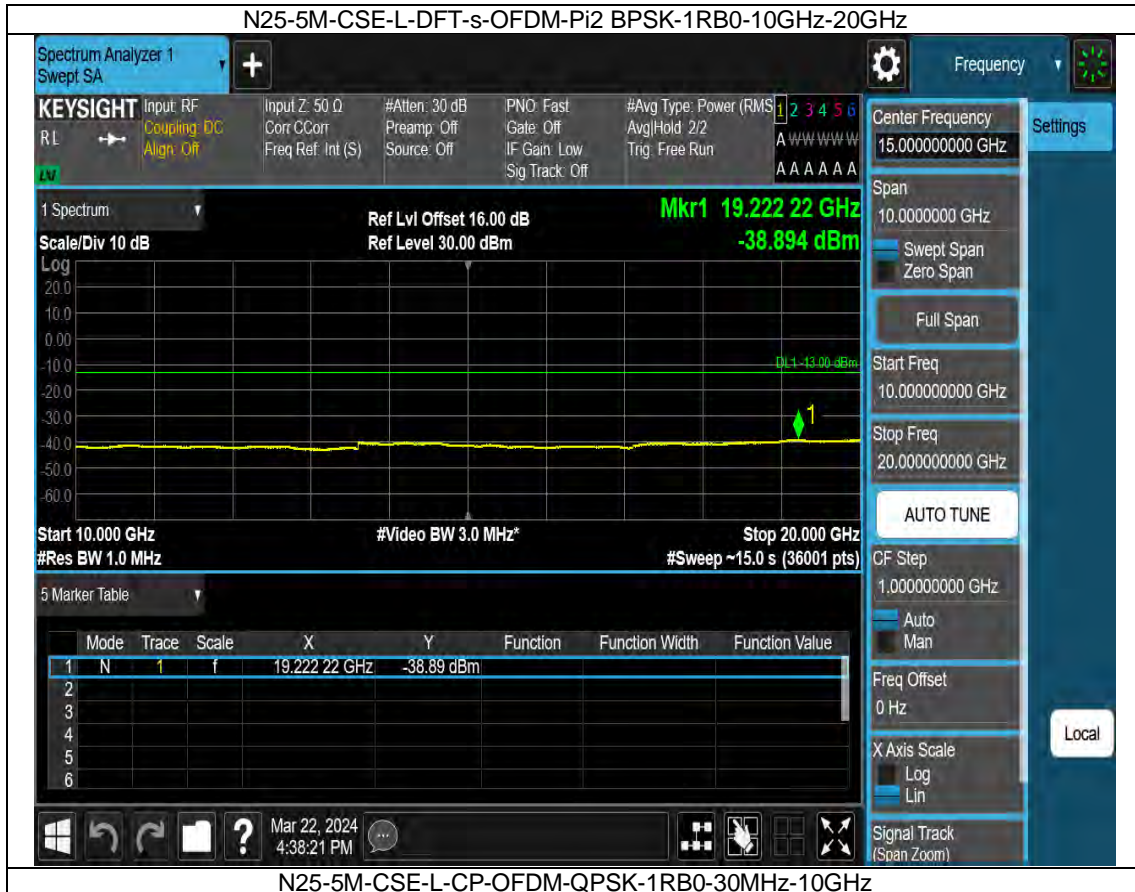 N25-5M-CSE-L-DFT-s-OFDM-Pi2 BPSK-1RB0-10GHz-20GHz
Spectrum Analyzer 1
Swept SA
Frequency
KEYSIGHT
RL
Input: RF
Coupling: DC
Align: Off
Input Z: 50 Ω
Corr CCorr
Freq Ref: Int (S)
#Atten: 30 dB
Preamp: Off
Source: Off
PNO: Fast
Gate: Off
IF Gain: Low
Sig Track: Off
#Avg Type: Power (RMS
Avg|Hold: 2/2
Trig: Free Run
1 2 3 4 5 6
A W W W W W
A A A A A A
1 Spectrum
Scale/Div 10 dB
Ref Lvl Offset 16.00 dB
Ref Level 30.00 dBm
Mkr1 19.222 22 GHz
-38.894 dBm
Log
20.0
10.0
0.00
-10.0
-20.0
-30.0
-40.0
-50.0
-60.0
DL1 -13.00 dBm
1
Start 10.000 GHz
#Res BW 1.0 MHz
#Video BW 3.0 MHz*
Stop 20.000 GHz
#Sweep ~15.0 s (36001 pts)
5 Marker Table
Mode Trace Scale X Y Function Function Width Function Value
1 N 1 f 19.222 22 GHz -38.89 dBm
2
3
4
5
6
Center Frequency
15.000000000 GHz
Settings
Span
10.0000000 GHz
Swept Span
Zero Span
Full Span
Start Freq
10.000000000 GHz
Stop Freq
20.000000000 GHz
AUTO TUNE
CF Step
1.000000000 GHz
Auto
Man
Freq Offset
0 Hz
X Axis Scale
Log
Lin
Signal Track
(Span Zoom)
Local
?
Mar 22, 2024
4:38:21 PM
N25-5M-CSE-L-CP-OFDM-QPSK-1RB0-30MHz-10GHz